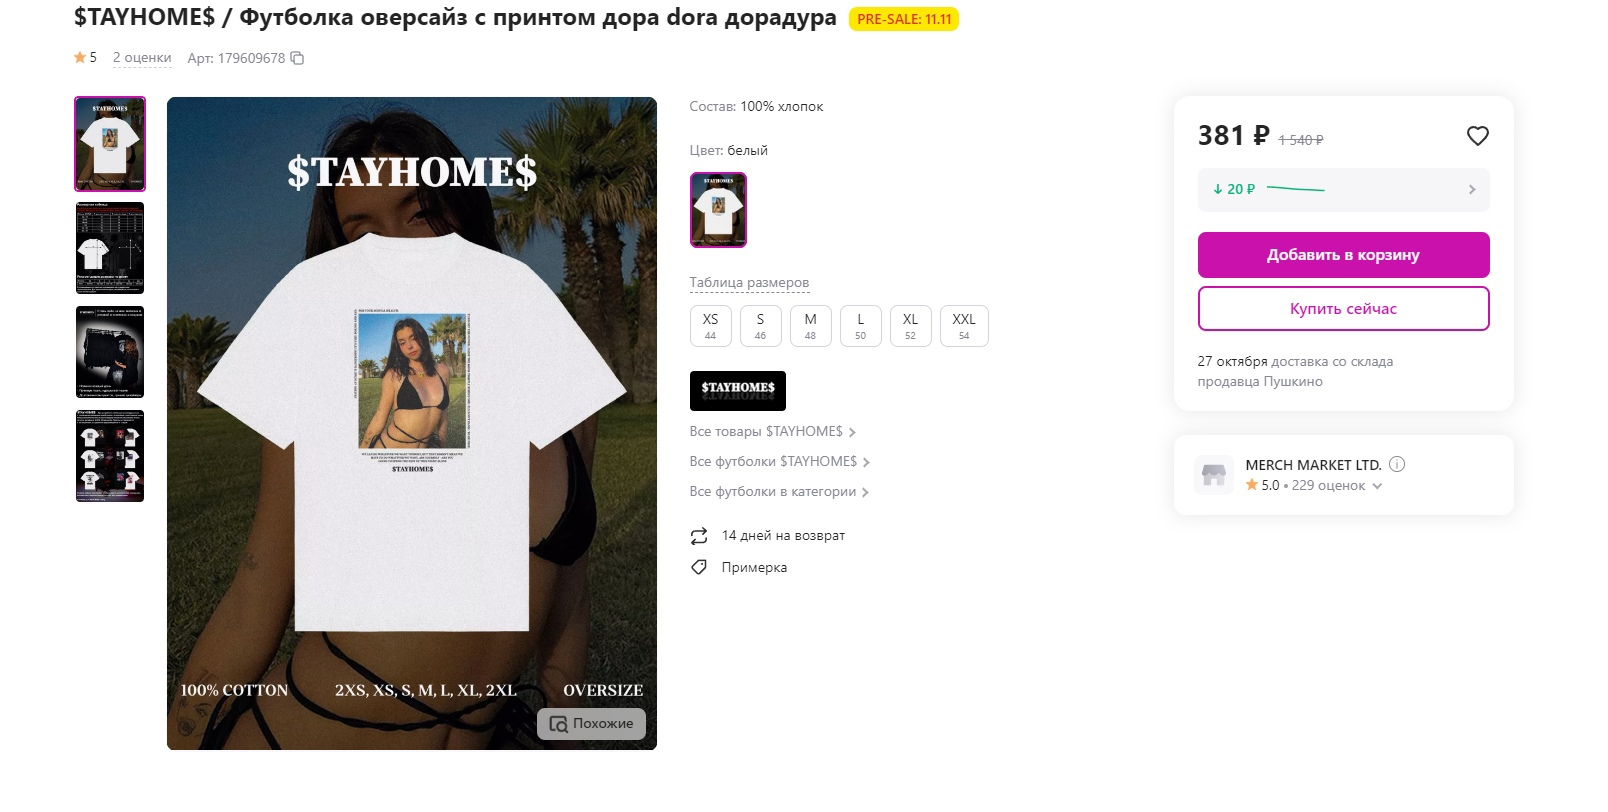 $TAYHOME$ / Футболка оверсайз с принтом дора dora дорадура
PRE-SALE: 11.11
5
2 оценки
Арт: 179609678
$TAYHOME$
$TAYHOME$
100% COTTON
2XS, XS, S, M, L, XL, 2XL
OVERSIZE
Похожие
Состав: 100% хлопок
Цвет: белый
Таблица размеров
XS
44
S
46
M
48
L
50
XL
52
XXL
54
$TAYHOME$
Все товары $TAYHOME$
Все футболки $TAYHOME$
Все футболки в категории
14 дней на возврат
Примерка
381 ₽ 1 540 ₽
20 ₽
Добавить в корзину
Купить сейчас
27 октября доставка со склада
продавца Пушкино
MERCH MARKET LTD.
5.0 • 229 оценок